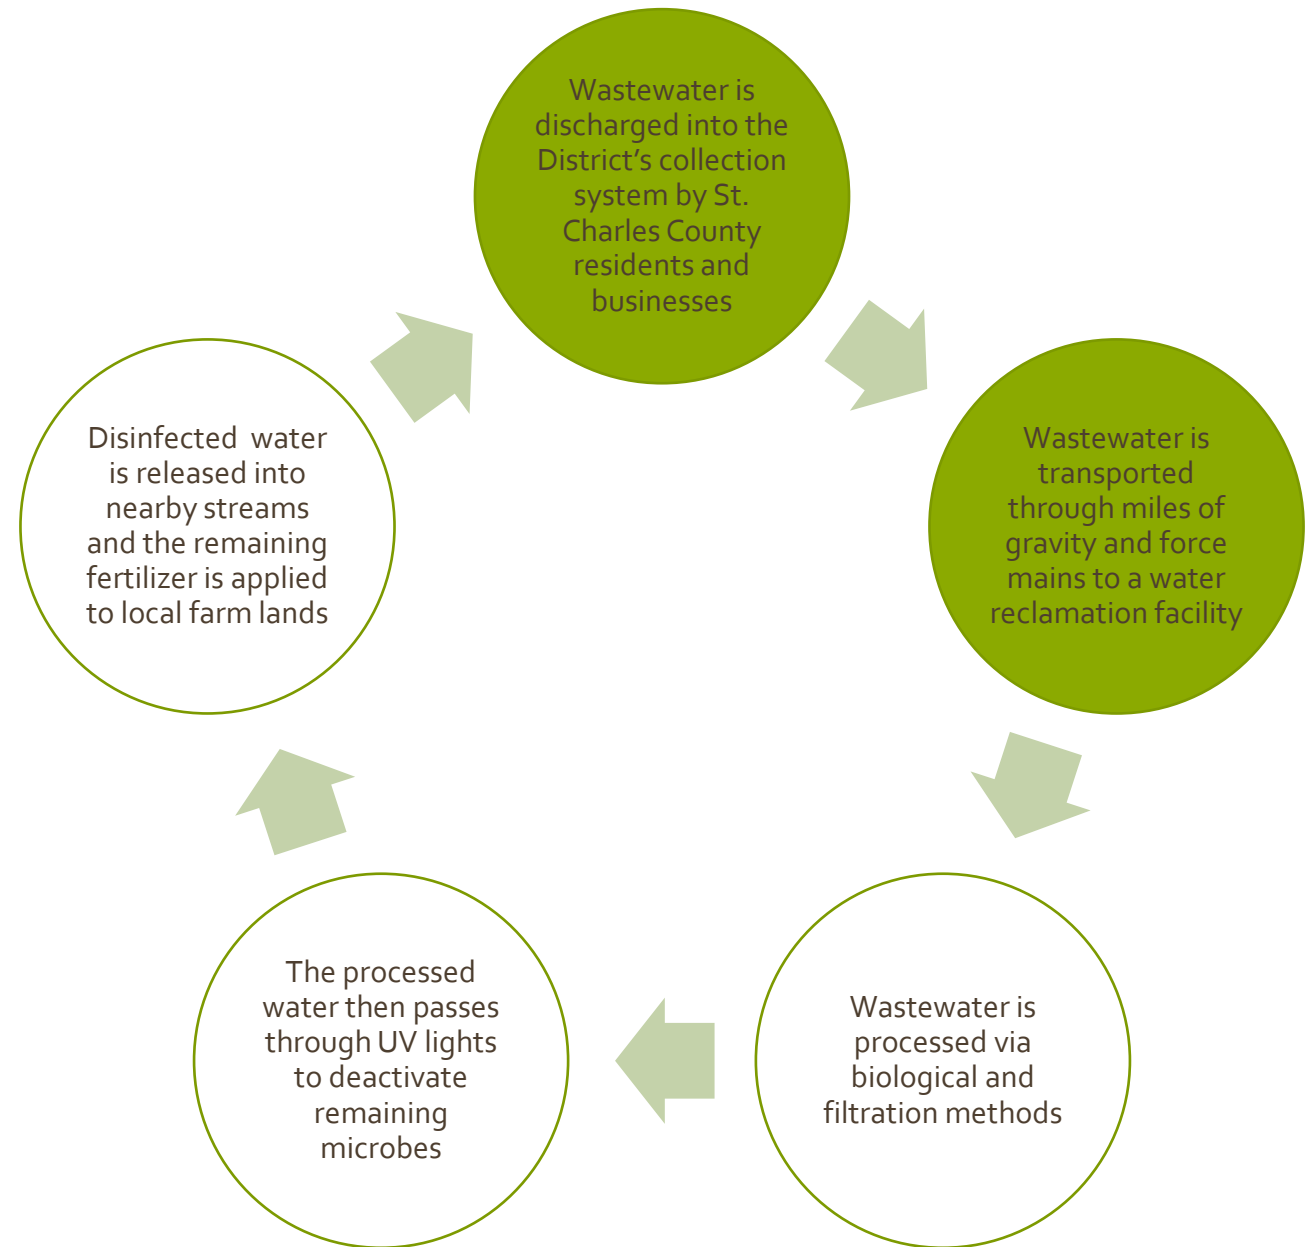 Wastewater is
discharged into the
District’s collection
system by St.
Charles County
residents and
businesses
Wastewater is
transported
through miles of
gravity and force
mains to a water
reclamation facility
Wastewater is
processed via
biological and
filtration methods
The processed
water then passes
through UV lights
to deactivate
remaining
microbes
Disinfected  water
is released into
nearby streams
and the remaining
fertilizer is applied
to local farm lands